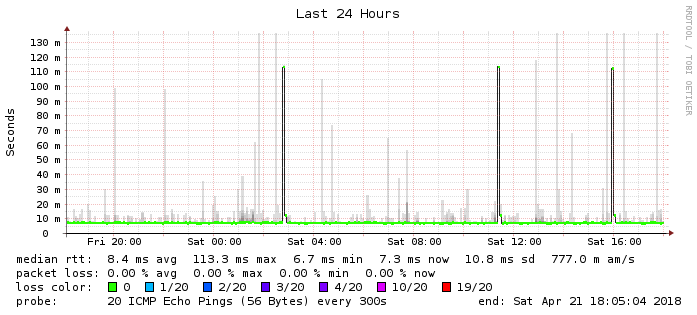 Last 24 Hours
RRDTOOL / TOBI OETIKER
Seconds
130 m
120 m
110 m
100 m
90 m
80 m
70 m
60 m
50 m
40 m
30 m
20 m
10 m
0
Fri 20:00 Sat 00:00 Sat 04:00 Sat 08:00 Sat 12:00 Sat 16:00
median rtt: 8.4 ms avg 113.3 ms max 6.7 ms min 7.3 ms now 10.8 ms sd 777.0 m am/s
packet loss: 0.00 % avg 0.00 % max 0.00 % min 0.00 % now
loss color: 0 1/20 2/20 3/20 4/20 10/20 19/20
probe: 20 ICMP Echo Pings (56 Bytes) every 300s end: Sat Apr 21 18:05:04 2018